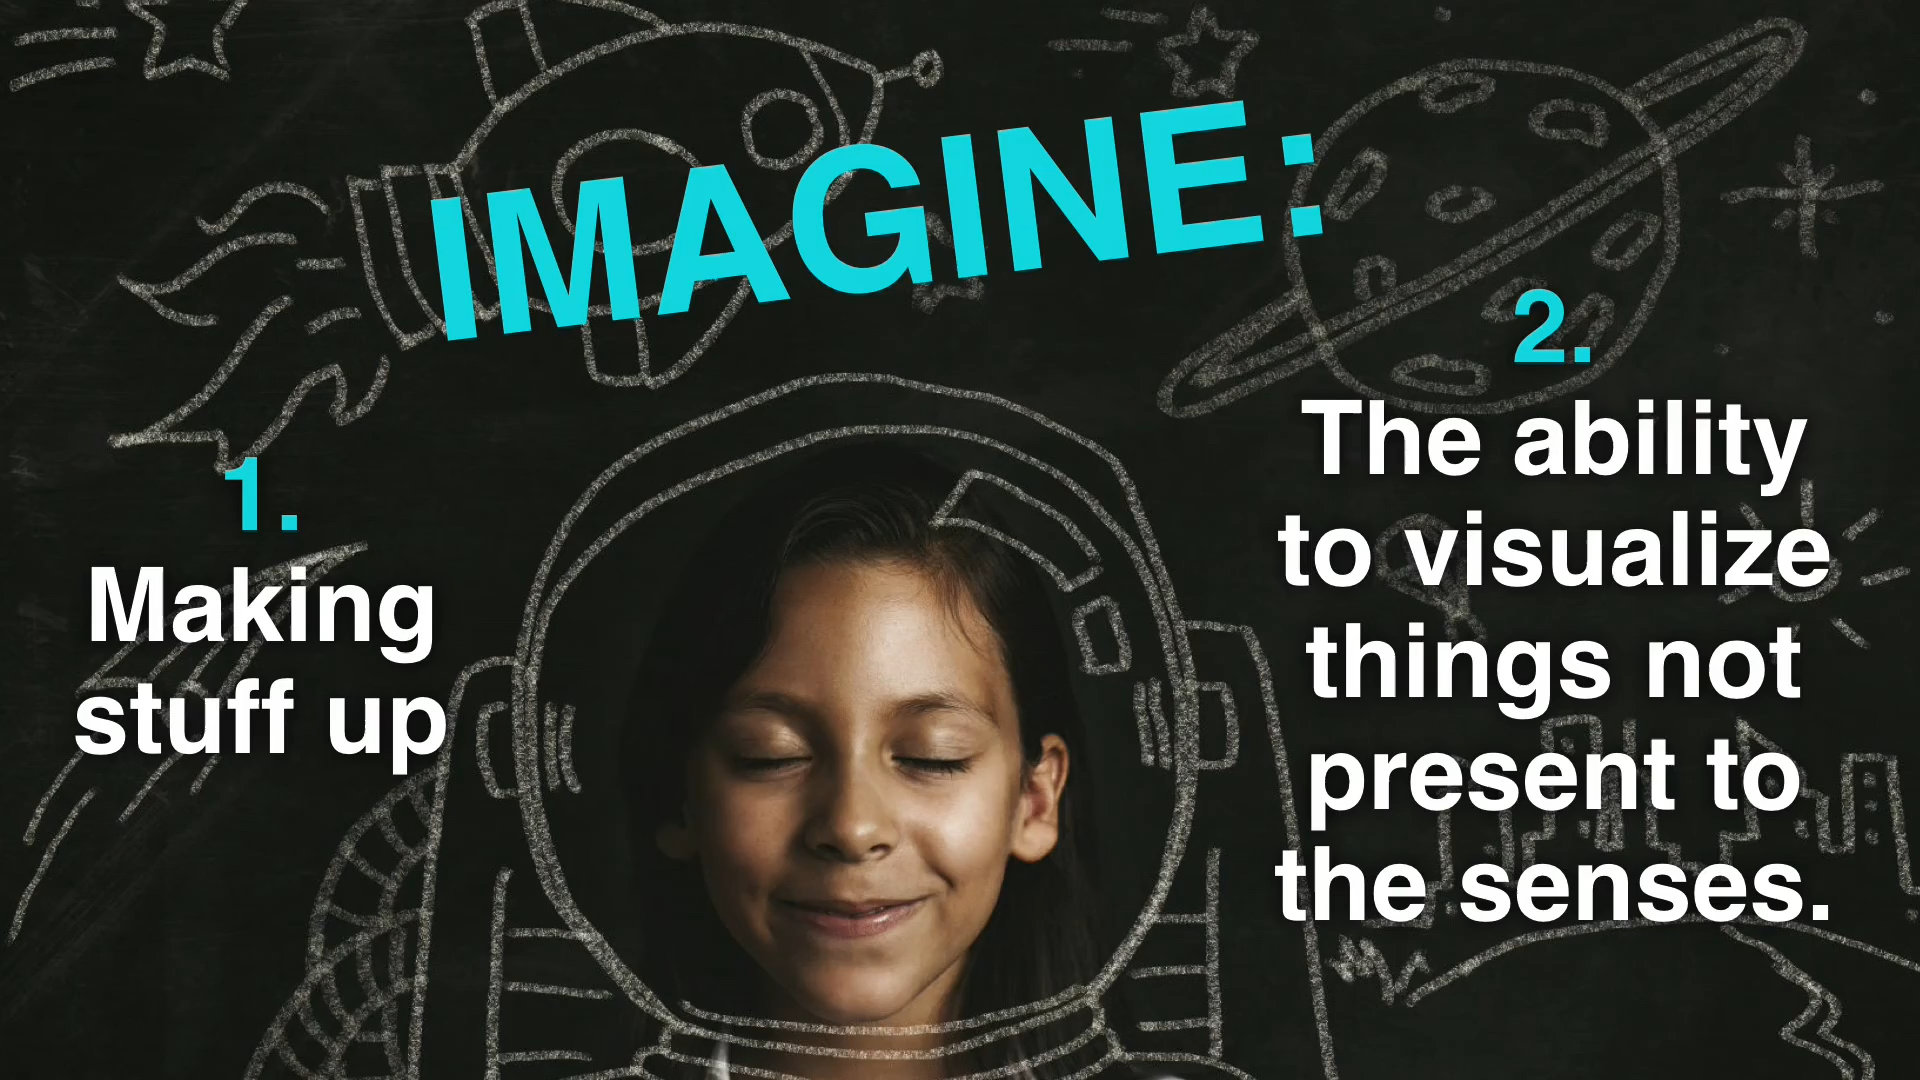 IMAGINE:
1.
Making
stuff up
2.
The ability
to visualize
things not
present to
the senses.